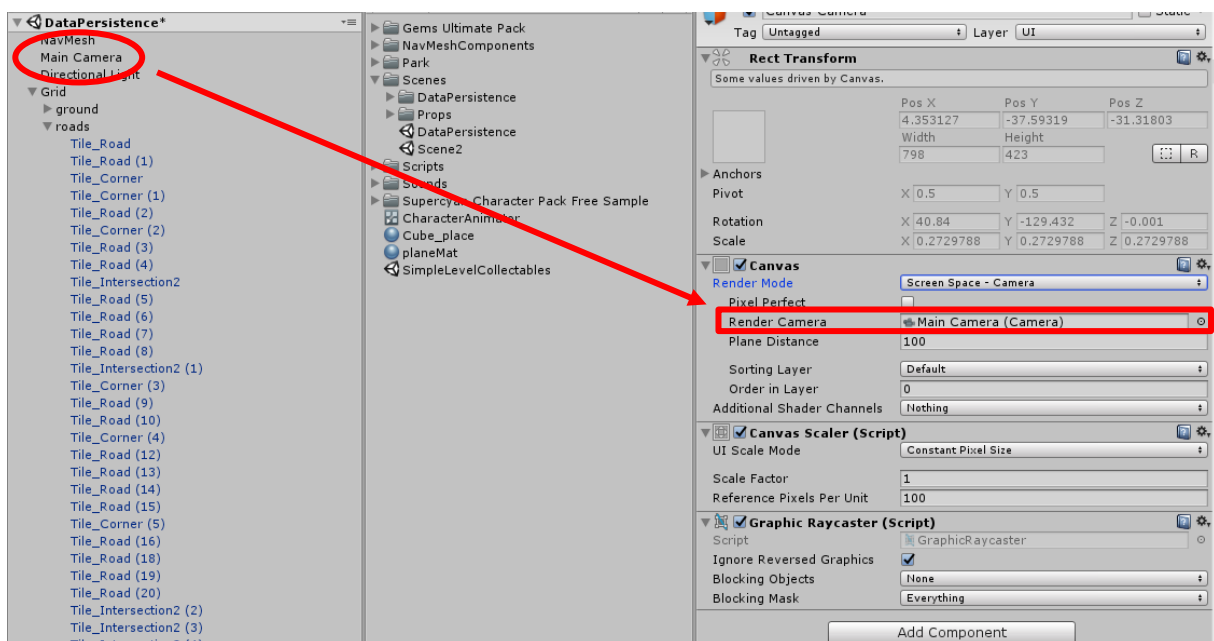 DataPersistence*
NavMesh
Main Camera
Directional Light
Grid
ground
roads
Tile_Road
Tile_Road (1)
Tile_Corner
Tile_Corner (1)
Tile_Road (2)
Tile_Corner (2)
Tile_Road (3)
Tile_Road (4)
Tile_Intersection2
Tile_Road (5)
Tile_Road (6)
Tile_Road (7)
Tile_Road (8)
Tile_Intersection2 (1)
Tile_Corner (3)
Tile_Road (9)
Tile_Road (10)
Tile_Corner (4)
Tile_Road (12)
Tile_Road (13)
Tile_Road (14)
Tile_Road (15)
Tile_Corner (5)
Tile_Road (16)
Tile_Road (18)
Tile_Road (19)
Tile_Road (20)
Tile_Intersection2 (2)
Tile_Intersection2 (3)
Gems Ultimate Pack
NavMeshComponents
Park
Scenes
DataPersistence
Props
DataPersistence
Scene2
Scripts
Sounds
Supercyan Character Pack Free Sample
CharacterAnimator
Cube_place
planeMat
SimpleLevelCollectables
Canvas Camera Static
Tag Untagged Layer UI
Rect Transform
Some values driven by Canvas.
Pos X Pos Y Pos Z
4.353127 -37.59319 -31.31803
Width Height
798 423
R
Anchors
Pivot X 0.5 Y 0.5
Rotation X 40.84 Y -129.432 Z -0.001
Scale X 0.2729788 Y 0.2729788 Z 0.2729788
Canvas
Render Mode Screen Space - Camera
Pixel Perfect
Render Camera Main Camera (Camera)
Plane Distance 100
Sorting Layer Default
Order in Layer 0
Additional Shader Channels Nothing
Canvas Scaler (Script)
UI Scale Mode Constant Pixel Size
Scale Factor 1
Reference Pixels Per Unit 100
Graphic Raycaster (Script)
Script GraphicRaycaster
Ignore Reversed Graphics
Blocking Objects None
Blocking Mask Everything
Add Component